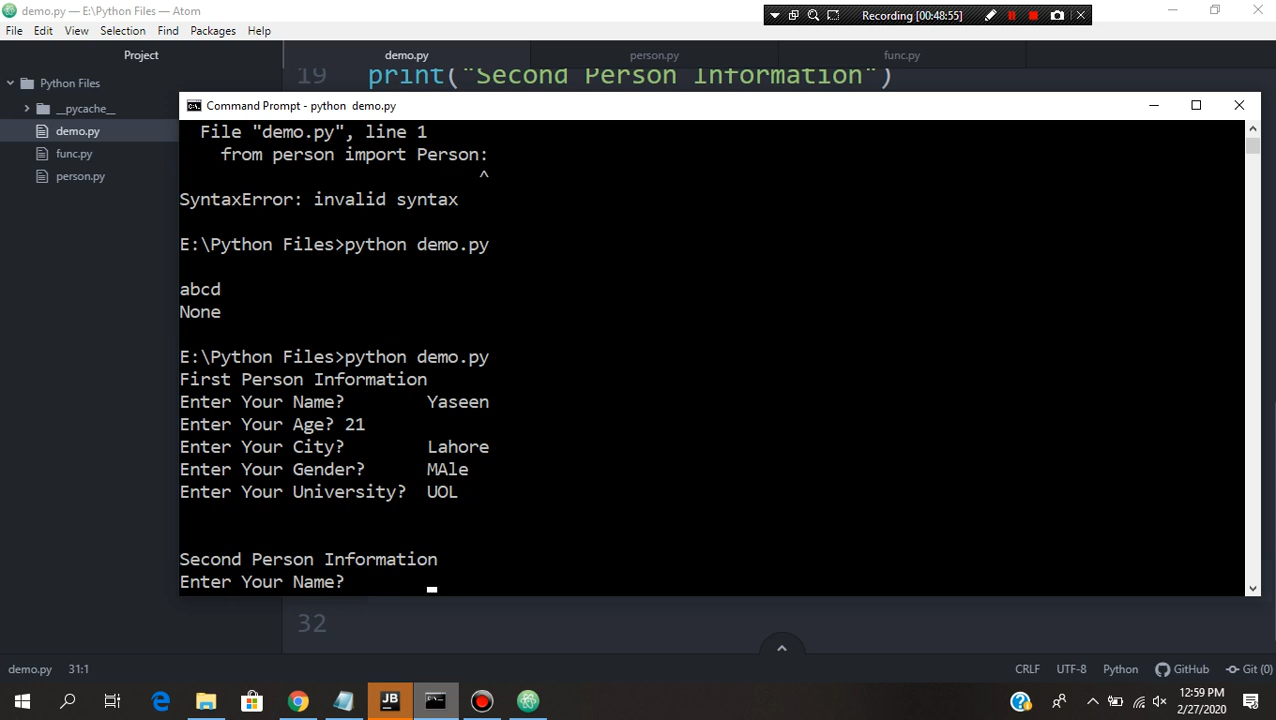 demo.py — E:\Python Files — Atom
Recording [00:48:55]
File Edit View Selection Find Packages Help
Project
demo.py person.py func.py
Python Files
__pycache__
demo.py
func.py
person.py
19 print("Second Person Information")
Command Prompt - python  demo.py
File "demo.py", line 1
from person import Person:
^
SyntaxError: invalid syntax
E:\Python Files>python demo.py
abcd
None
E:\Python Files>python demo.py
First Person Information
Enter Your Name? Yaseen
Enter Your Age? 21
Enter Your City? Lahore
Enter Your Gender? MAle
Enter Your University? UOL
Second Person Information
Enter Your Name?
32
demo.py 31:1 CRLF UTF-8 Python GitHub Git (0)
JB
12:59 PM
2/27/2020